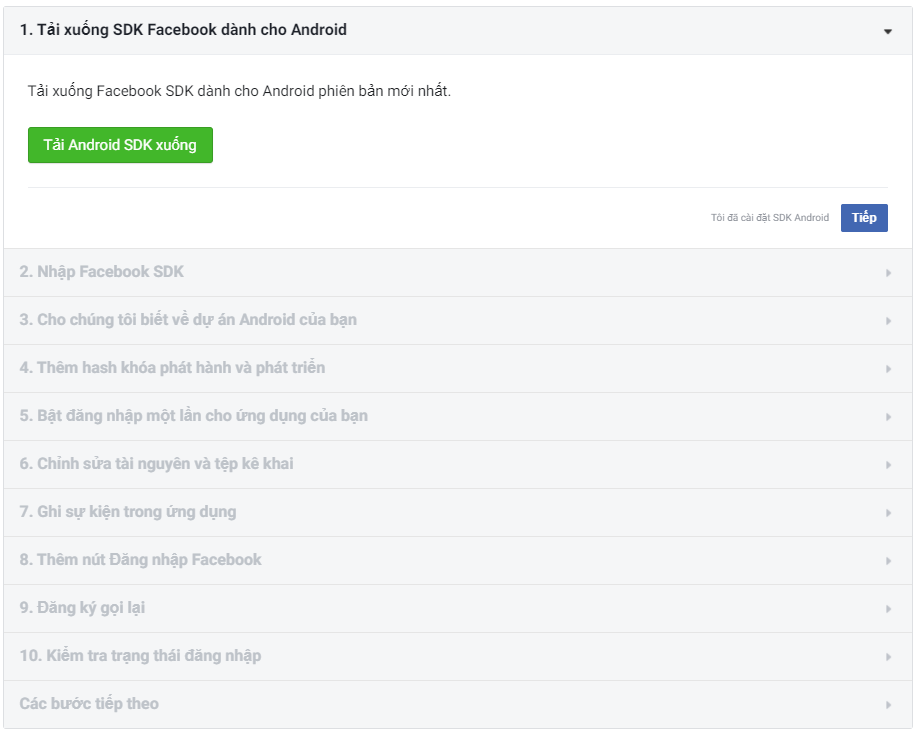 1. Tải xuống SDK Facebook dành cho Android
Tải xuống Facebook SDK dành cho Android phiên bản mới nhất.
Tải Android SDK xuống
Tôi đã cài đặt SDK Android
Tiếp
2. Nhập Facebook SDK
3. Cho chúng tôi biết về dự án Android của bạn
4. Thêm hash khóa phát hành và phát triển
5. Bật đăng nhập một lần cho ứng dụng của bạn
6. Chỉnh sửa tài nguyên và tệp kê khai
7. Ghi sự kiện trong ứng dụng
8. Thêm nút Đăng nhập Facebook
9. Đăng ký gọi lại
10. Kiểm tra trạng thái đăng nhập
Các bước tiếp theo